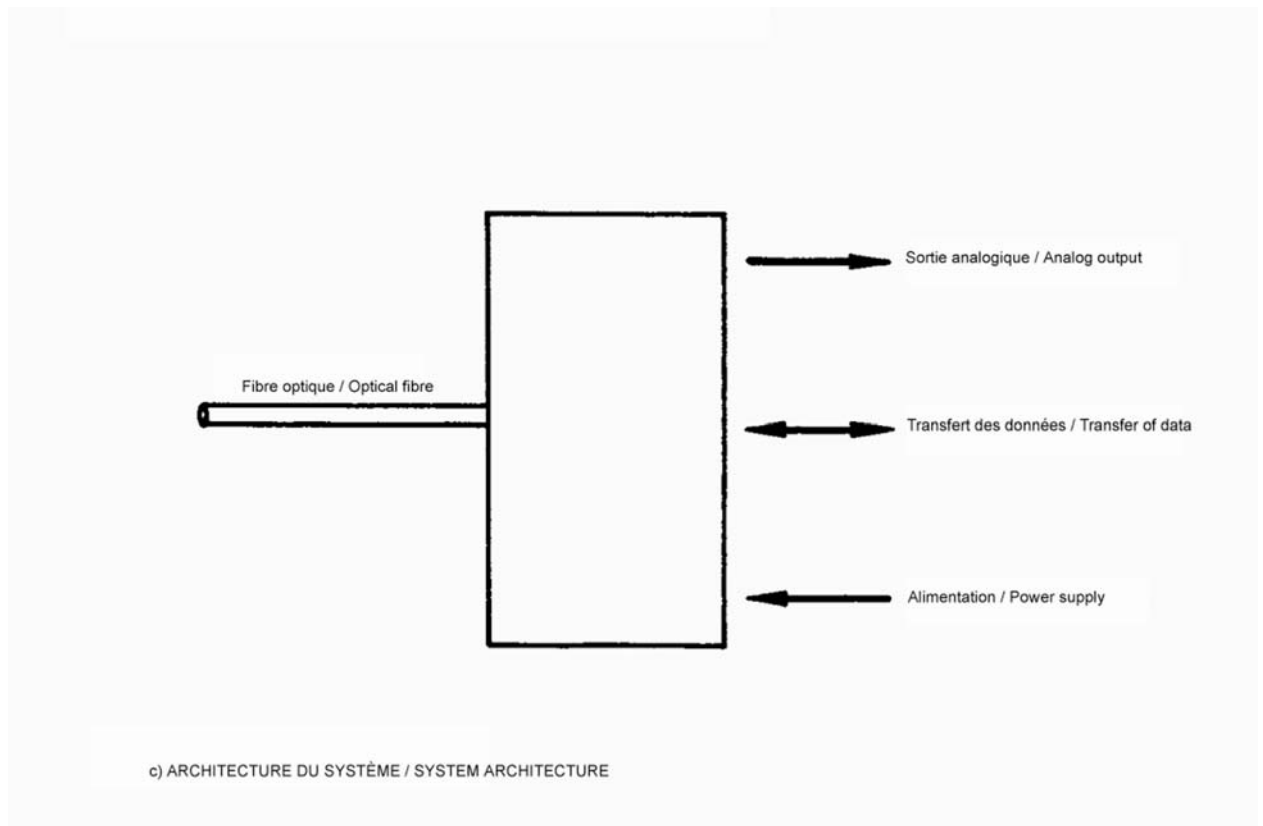 Sortie analogique / Analog output
Fibre optique / Optical fibre
Transfert des données / Transfer of data
Alimentation / Power supply
c) ARCHITECTURE DU SYSTÈME / SYSTEM ARCHITECTURE